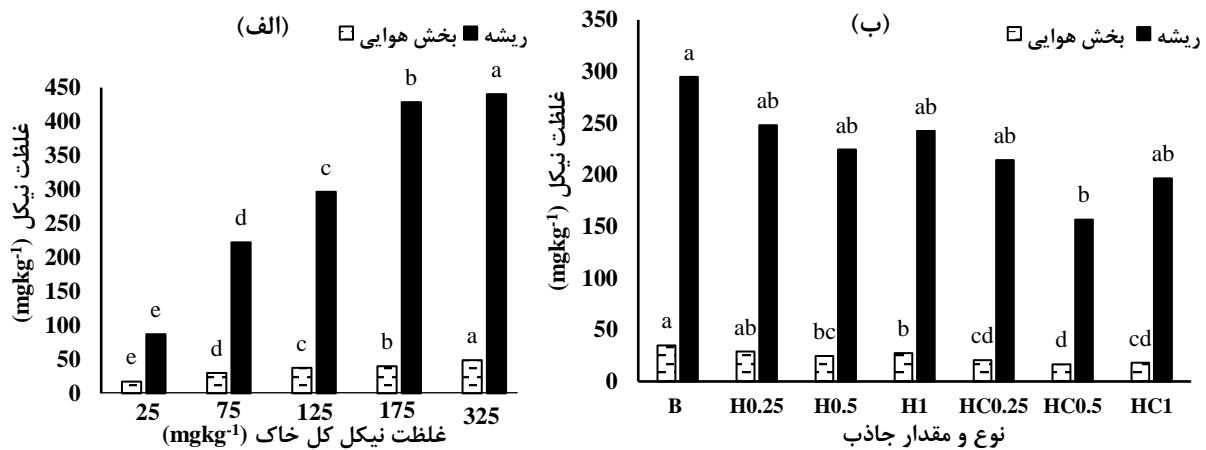 (الف)
ریشه بخش هوایی
غلظت نیکل (mgkg-1)
450
400
350
300
250
200
150
100
50
0
e e d d c c b b a a
25 75 125 175 325
غلظت نیکل کل خاک (mgkg-1)
(ب)
ریشه بخش هوایی
غلظت نیکل (mgkg-1)
350
300
250
200
150
100
50
0
a a ab ab bc ab b ab cd ab d b cd ab
B H0.25 H0.5 H1 HC0.25 HC0.5 HC1
نوع و مقدار جاذب